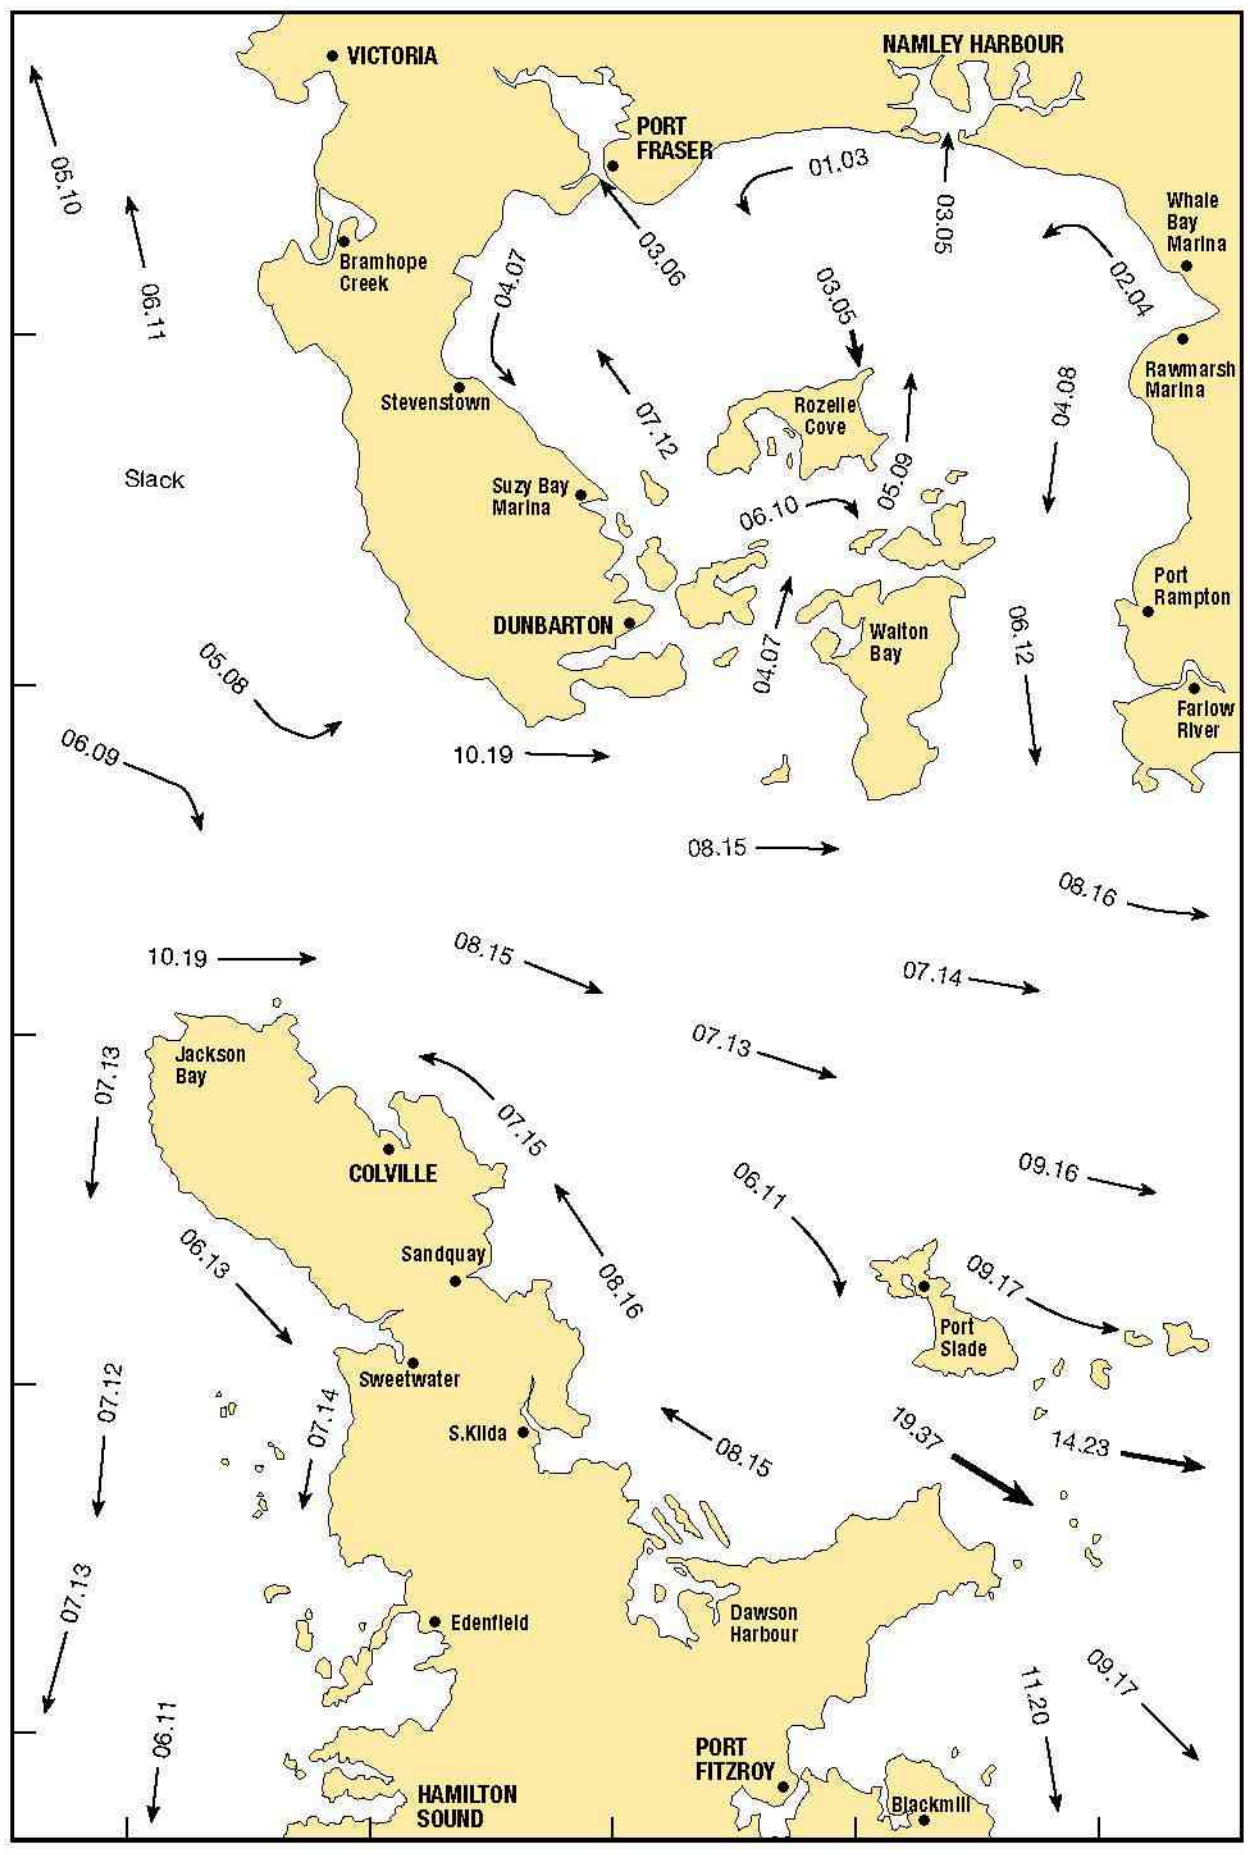 NAMLEY HARBOUR
VICTORIA
PORT
FRASER
01.03
05.10
Whale
Bay
Marina
03.05
03.06
Bramhope
Creek
04.07
06.11
03.05
02.04
Rawmarsh
Marina
Stevenstown
07.12
Rozelle
Cove
04.08
Slack
05.09
Suzy Bay
Marina
06.10
Port
Rampton
DUNBARTON
Walton
Bay
06.12
04.07
05.08
Farlow
River
06.09
10.19
08.15
08.16
10.19
08.15
07.14
07.13
Jackson
Bay
07.13
07.15
COLVILLE
09.16
06.11
06.13
Sandquay
08.16
09.17
Port
Slade
Sweetwater
07.12
07.14
S.Kilda
19.37
14.23
08.15
07.13
Edenfield
Dawson
Harbour
09.17
11.20
06.11
PORT
FITZROY
HAMILTON
SOUND
Blackmill